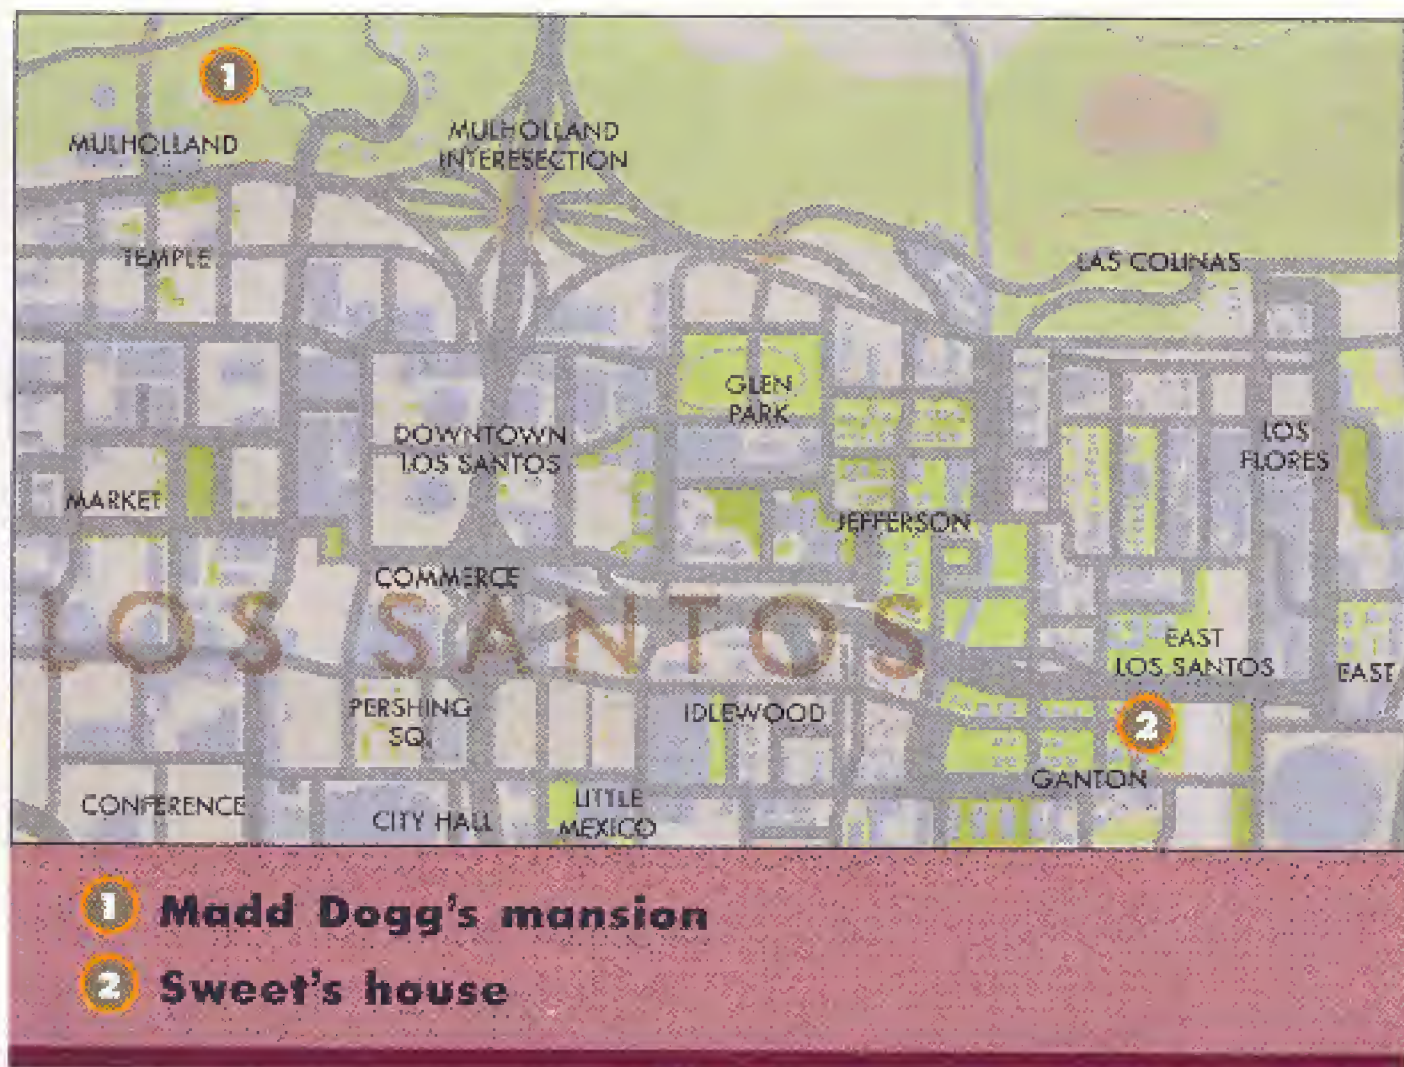 1
MULHOLLAND
MULHOLLAND
INTERESECTION
TEMPLE
LAS COLINAS
GLEN
PARK
DOWNTOWN
LOS SANTOS
LOS
FLORES
MARKET
JEFFERSON
COMMERCE
LOS SANTOS
EAST
LOS SANTOS
EAST
PERSHING
SQ.
IDLEWOOD
2
GANTON
CONFERENCE
CITY HALL
LITTLE
MEXICO
1 Madd Dogg's mansion
2 Sweet's house